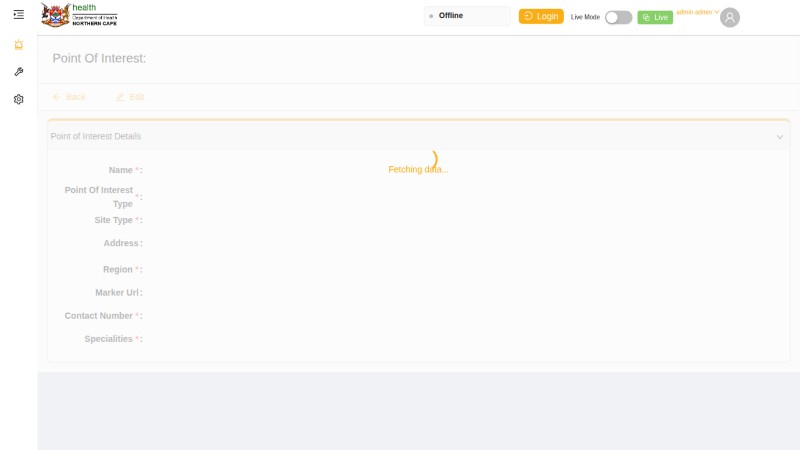 health
Department of Health
NORTHERN CAPE
Offline
Login
Live Mode
Live
admin admin
Point Of Interest:
Back
Edit
Point of Interest Details
Fetching data...
Name * :
Point Of Interest
Type * :
Site Type * :
Address :
Region * :
Marker Url :
Contact Number * :
Specialities * :